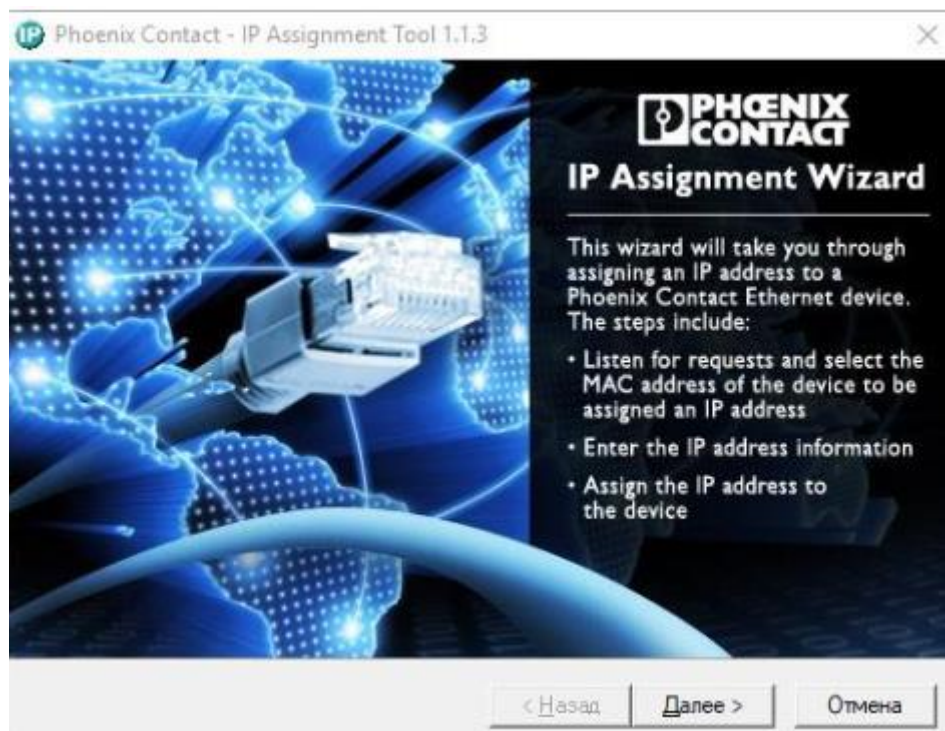 IP Phoenix Contact - IP Assignment Tool 1.1.3
PHŒNIX
CONTACT
IP Assignment Wizard
This wizard will take you through
assigning an IP address to a
Phoenix Contact Ethernet device.
The steps include:
• Listen for requests and select the
MAC address of the device to be
assigned an IP address
• Enter the IP address information
• Assign the IP address to
the device
< Назад Далее > Отмена